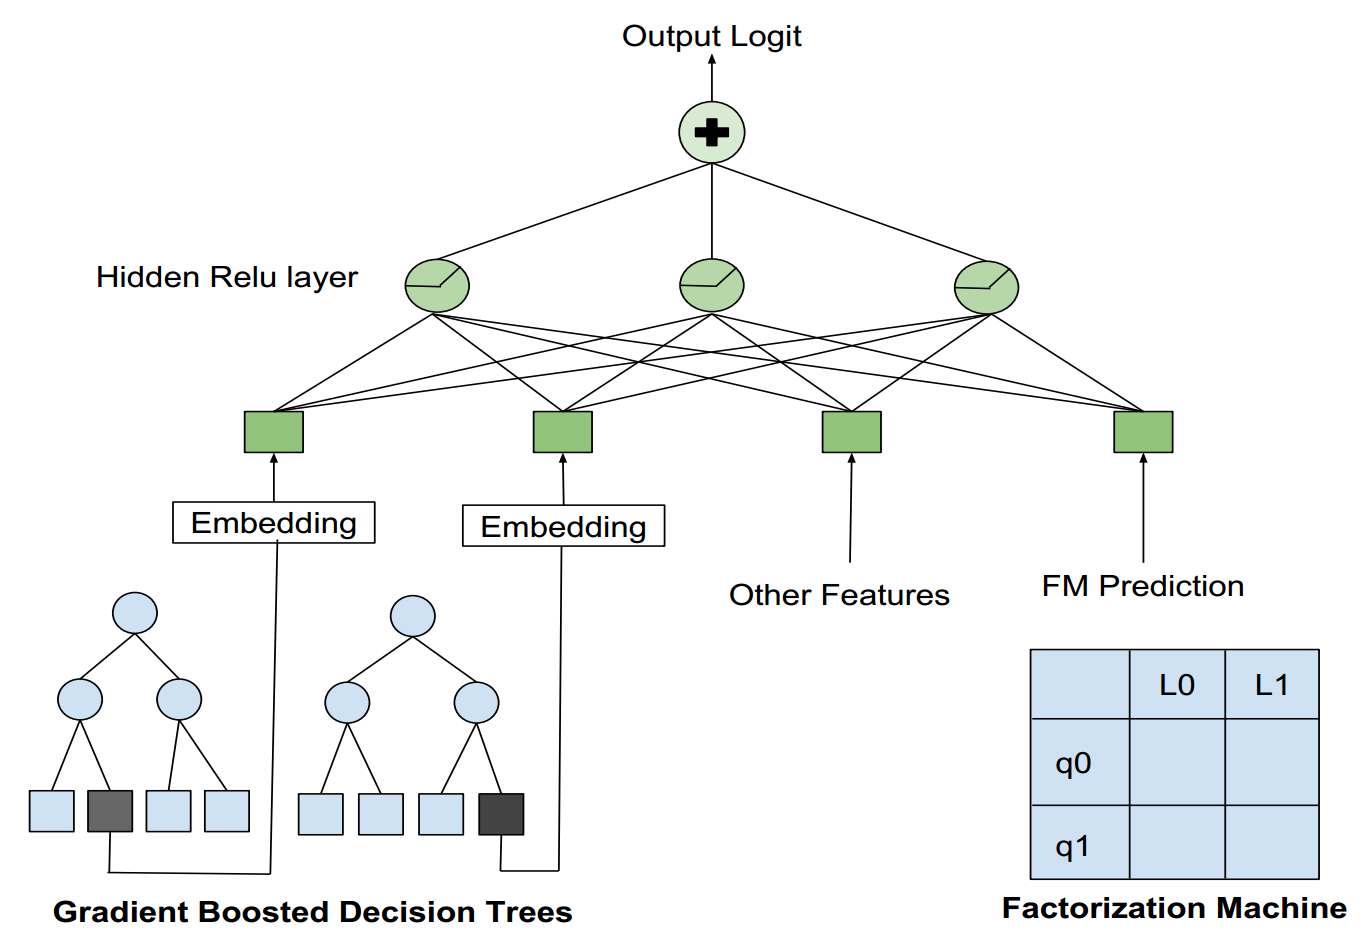 Output Logit
Hidden Relu layer
Embedding
Embedding
Other Features
FM Prediction
L0 L1
q0
q1
Gradient Boosted Decision Trees
Factorization Machine